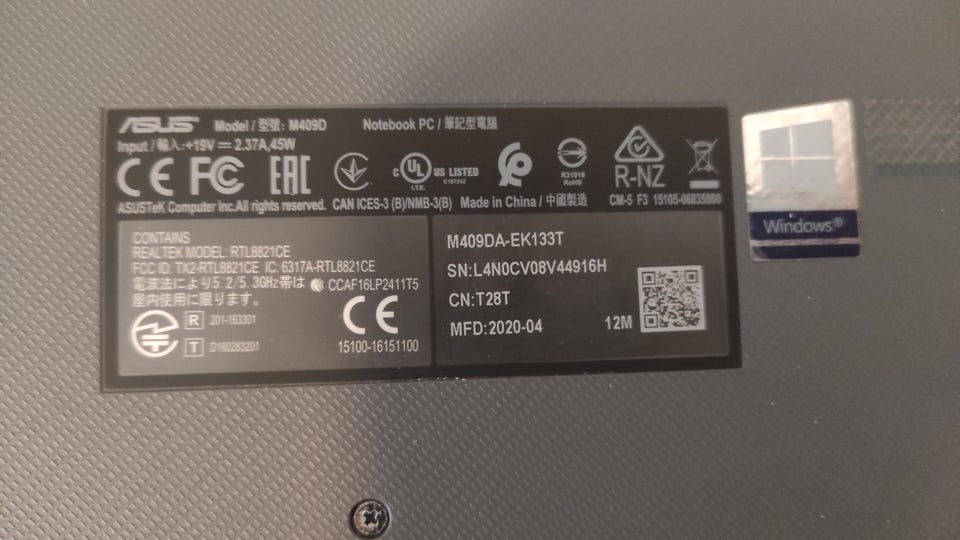 ASUS Model / 型號: M409D Notebook PC / 筆記型電腦
Input / 輸入: +19V ⎓ 2.37A, 45W
CE FC EAL C UL US LISTED R-NZ
I.T.E. E187242 R31018 RoHS
ASUSTeK Computer Inc. All rights reserved. CAN ICES-3 (B)/NMB-3(B) Made in China / 中國製造 CM-5 F3 15105-06835000
CONTAINS
REALTEK MODEL: RTL8821CE
FCC ID: TX2-RTL8821CE IC: 6317A-RTL8821CE
電波法により5.2/5.3GHz帯は CCAF16LP2411T5
屋内使用に限ります。
R 201-163301 CE
T D160283201 15100-16151100
M409DA-EK133T
SN:L4N0CV08V44916H
CN:T28T
MFD:2020-04 12M
Windows®